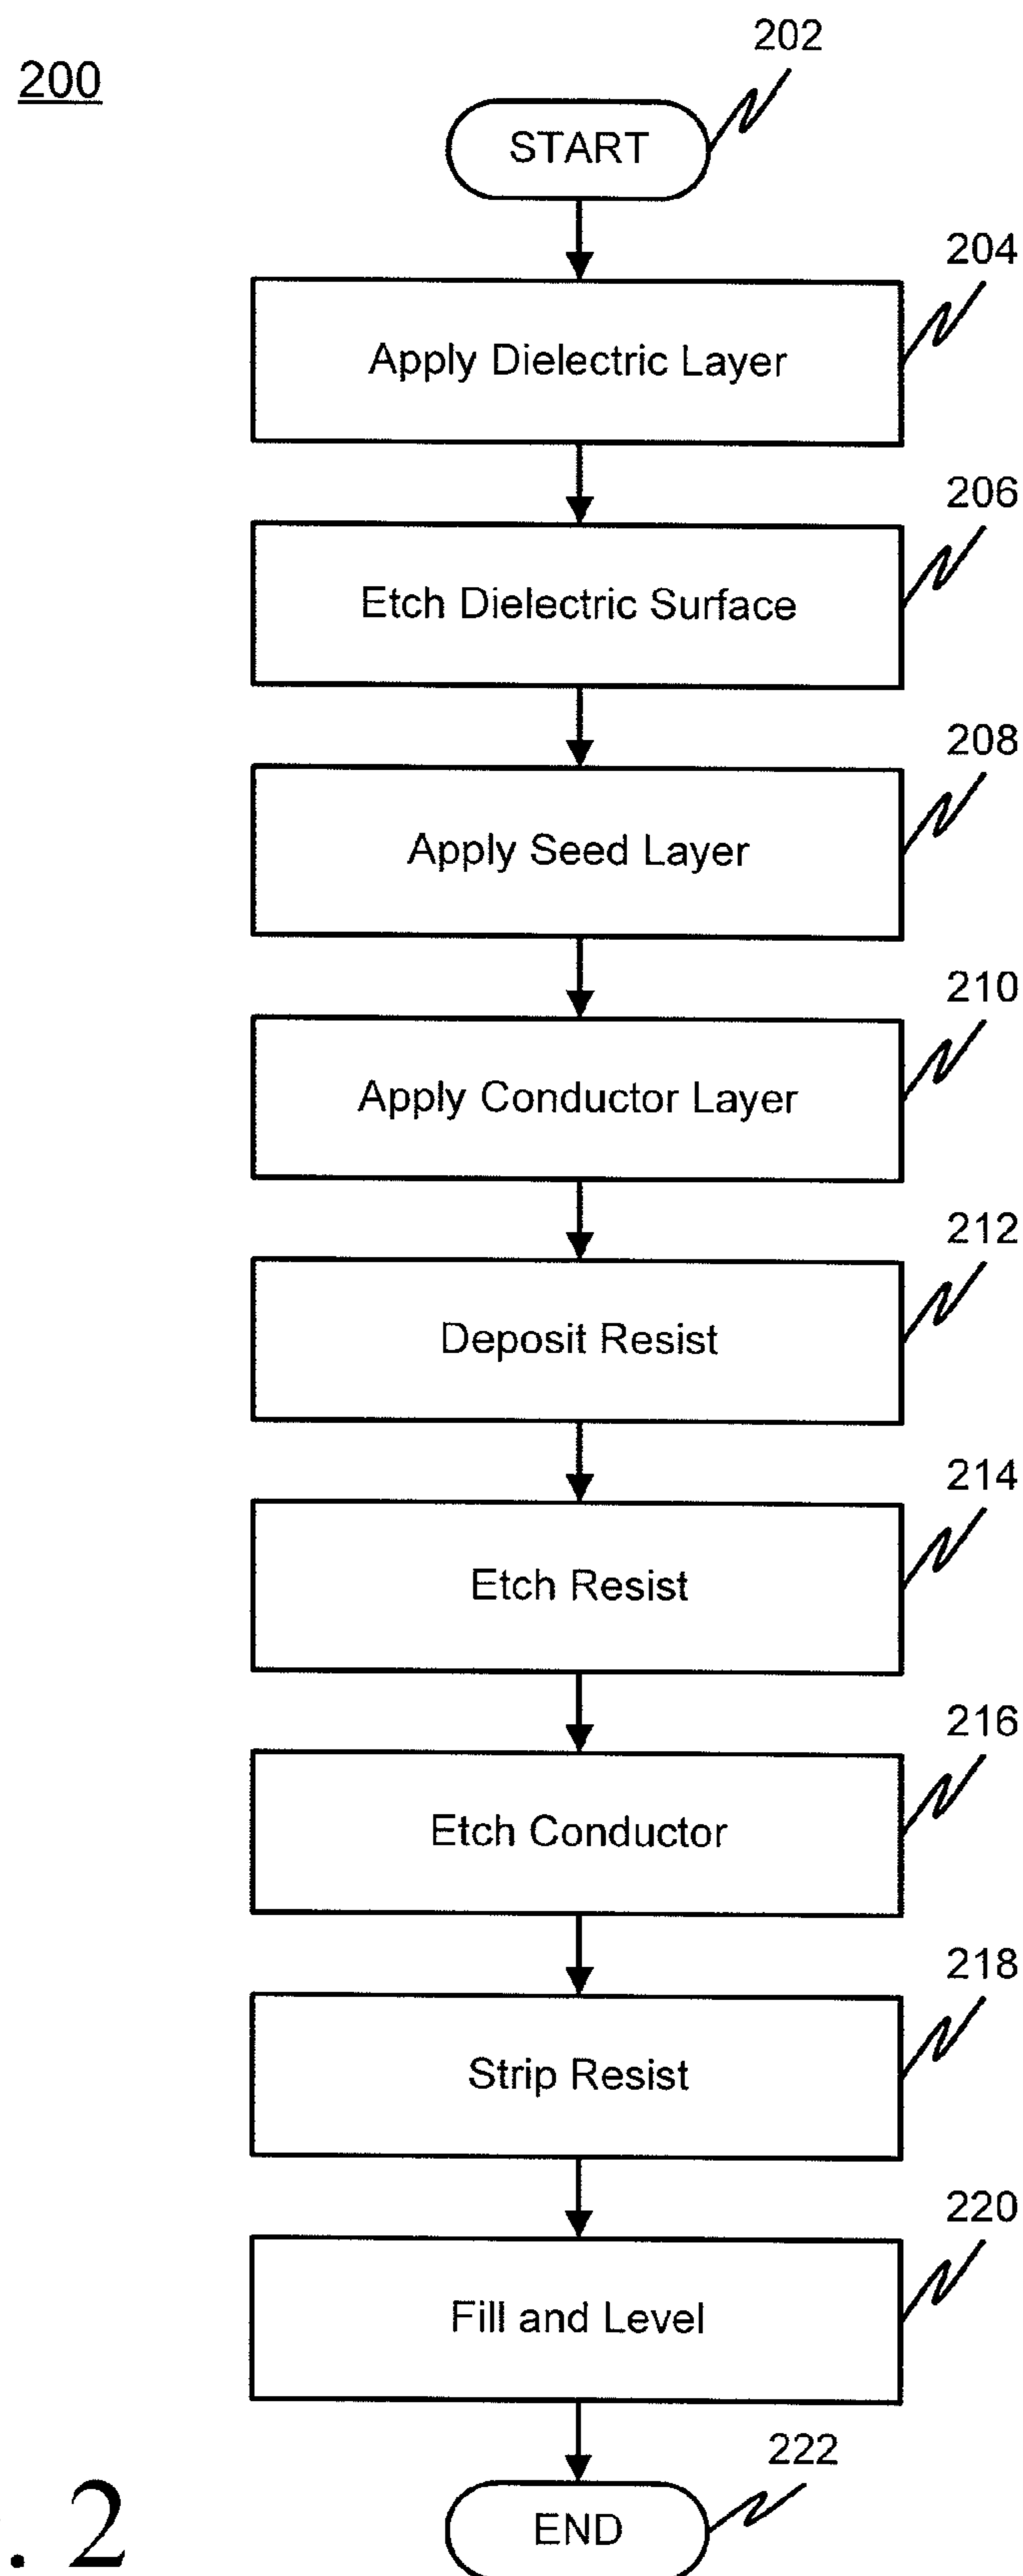 202
200
START
204
Apply Dielectric Layer
206
Etch Dielectric Surface
208
Apply Seed Layer
210
Apply Conductor Layer
212
Deposit Resist
214
Etch Resist
216
Etch Conductor
218
Strip Resist
220
Fill and Level
222
END
. 2